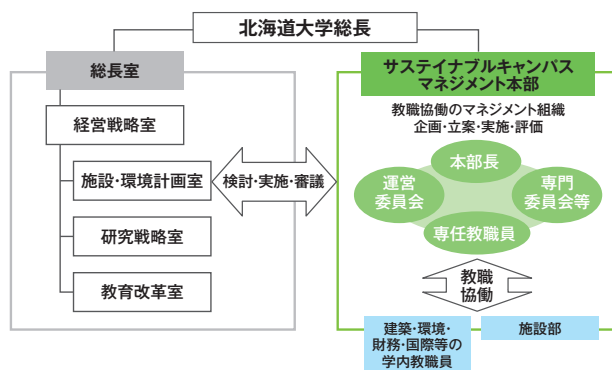 北海道大学総長
総長室
経営戦略室
施設・環境計画室
研究戦略室
教育改革室
検討・実施・審議
サステイナブルキャンパス
マネジメント本部
教職協働のマネジメント組織
企画・立案・実施・評価
本部長
運営
委員会
専門
委員会等
専任教職員
教職
協働
建築・環境・
財務・国際等の
学内教職員
施設部